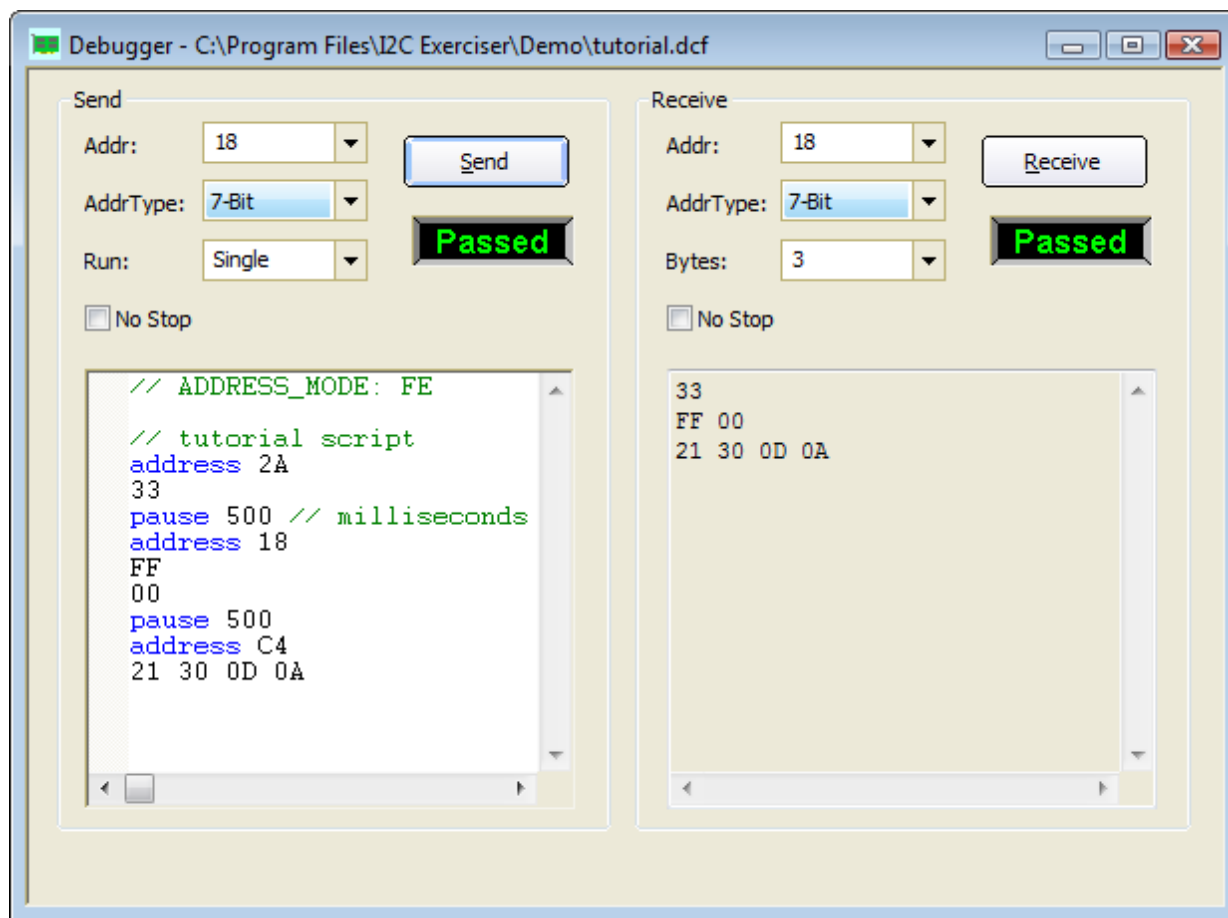 Debugger - C:\Program Files\I2C Exerciser\Demo\tutorial.dcf
Send
Addr:
18
Send
AddrType:
7-Bit
Passed
Run:
Single
No Stop
// ADDRESS_MODE: FE
// tutorial script
address 2A
33
pause 500 // milliseconds
address 18
FF
00
pause 500
address C4
21 30 0D 0A
Receive
Addr:
18
Receive
AddrType:
7-Bit
Passed
Bytes:
3
No Stop
33
FF 00
21 30 0D 0A